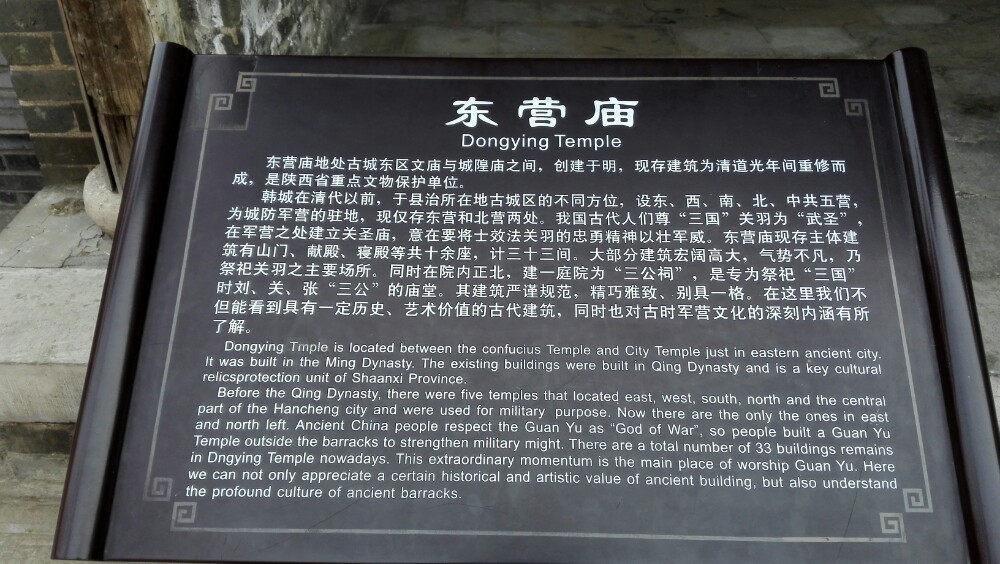 东营庙
Dongying Temple
东营庙地处古城东区文庙与城隍庙之间，创建于明，现存建筑为清道光年间重修而
成，是陕西省重点文物保护单位。
韩城在清代以前，于县治所在地古城区的不同方位，设东、西、南、北、中共五营，
为城防军营的驻地，现仅存东营和北营两处。我国古代人们尊“三国”关羽为“武圣”，
在军营之处建立关圣庙，意在要将士效法关羽的忠勇精神以壮军威。东营庙现存主体建
筑有山门、献殿、寝殿等共十余座，计三十三间。大部分建筑宏阔高大，气势不凡，乃
祭祀关羽之主要场所。同时在院内正北，建一庭院为“三公祠”，是专为祭祀“三国”
时刘、关、张“三公”的庙堂。其建筑严谨规范，精巧雅致、别具一格。在这里我们不
但能看到具有一定历史、艺术价值的古代建筑，同时也对古时军营文化的深刻内涵有所
了解。
Dongying Tmple is located between the confucius Temple and City Temple just in eastern ancient city.
It was built in the Ming Dynasty. The existing buildings were built in Qing Dynasty and is a key cultural
relicsprotection unit of Shaanxi Province.
Before the Qing Dynasty, there were five temples that located east, west, south, north and the central
part of the Hancheng city and were used for military purpose. Now there are the only the ones in east
and north left. Ancient China people respect the Guan Yu as “God of War”, so people built a Guan Yu
Temple outside the barracks to strengthen military might. There are a total number of 33 buildings remains
in Dngying Temple nowadays. This extraordinary momentum is the main place of worship Guan Yu. Here
we can not only appreciate a certain historical and artistic value of ancient building, but also understand
the profound culture of ancient barracks.